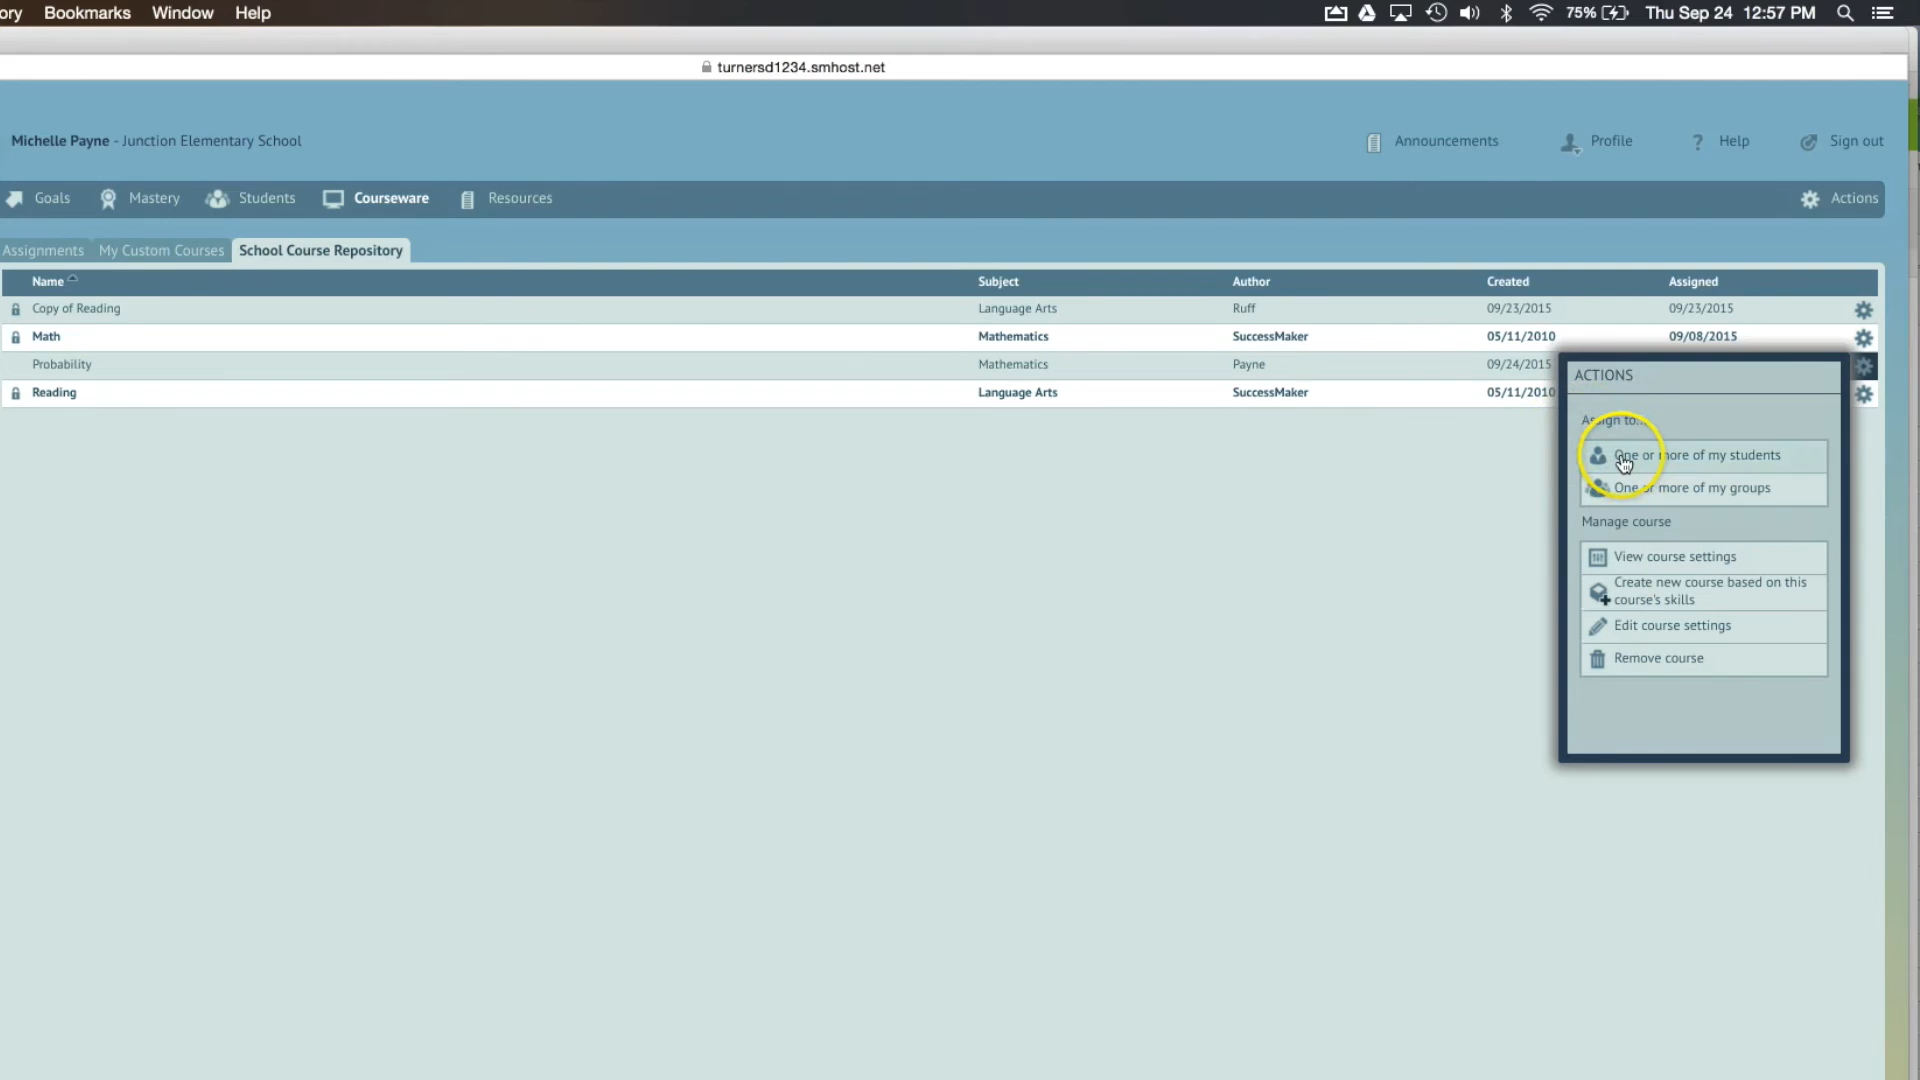 ory Bookmarks Window Help 75% Thu Sep 24 12:57 PM
turnersd1234.smhost.net
Michelle Payne - Junction Elementary School Announcements Profile ? Help Sign out
Goals Mastery Students Courseware Resources Actions
Assignments My Custom Courses School Course Repository
Name Subject Author Created Assigned
Copy of Reading Language Arts Ruff 09/23/2015 09/23/2015
Math Mathematics SuccessMaker 05/11/2010 09/08/2015
Probability Mathematics Payne 09/24/2015
Reading Language Arts SuccessMaker 05/11/2010
ACTIONS
Assign to...
One or more of my students
One or more of my groups
Manage course
View course settings
Create new course based on this
course's skills
Edit course settings
Remove course